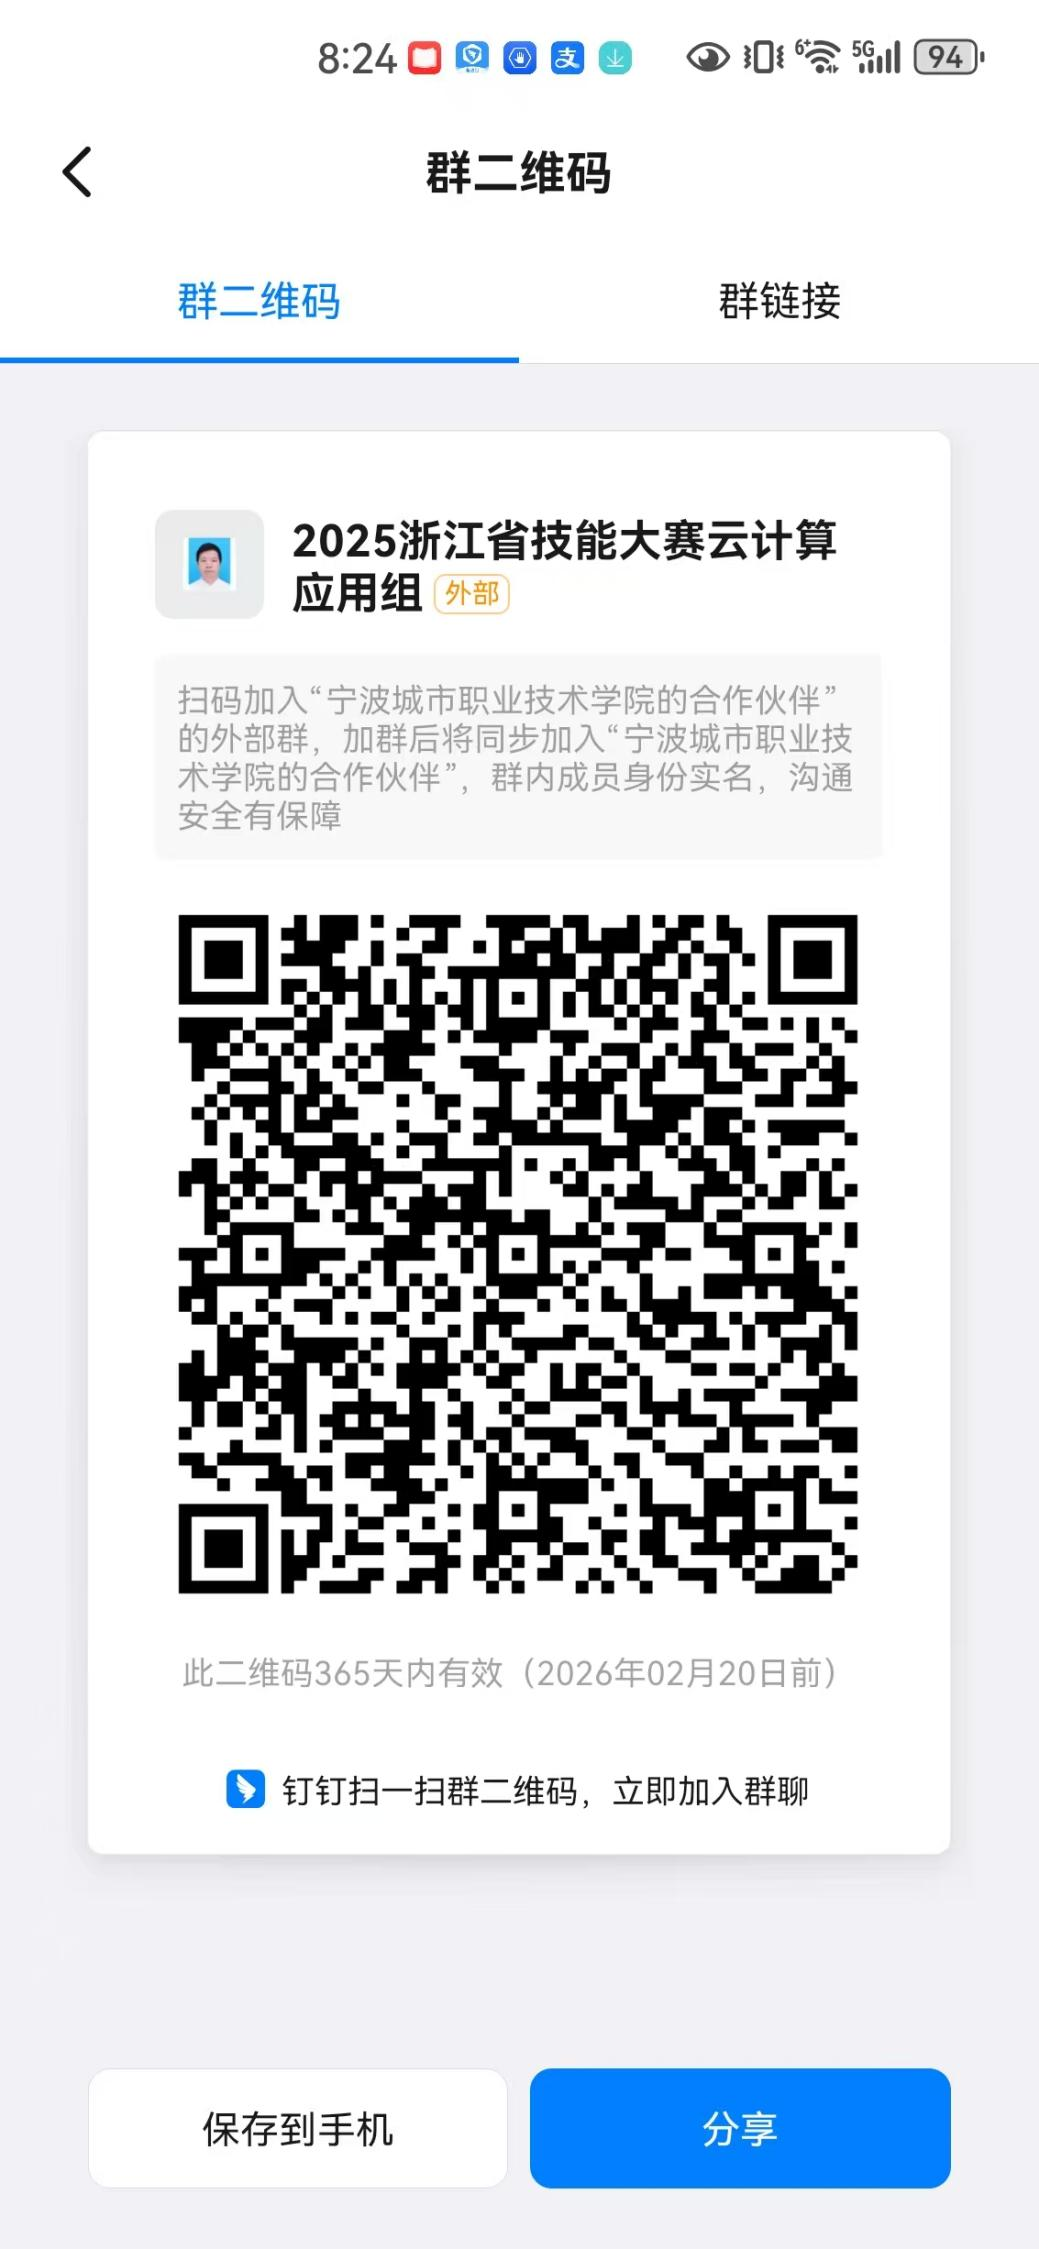 8:24 支 6+ 5G 94
群二维码
群二维码 群链接
2025浙江省技能大赛云计算
应用组 外部
扫码加入“宁波城市职业技术学院的合作伙伴”
的外部群，加群后将同步加入“宁波城市职业技
术学院的合作伙伴”，群内成员身份实名，沟通
安全有保障
此二维码365天内有效（2026年02月20日前）
钉钉扫一扫群二维码，立即加入群聊
保存到手机 分享